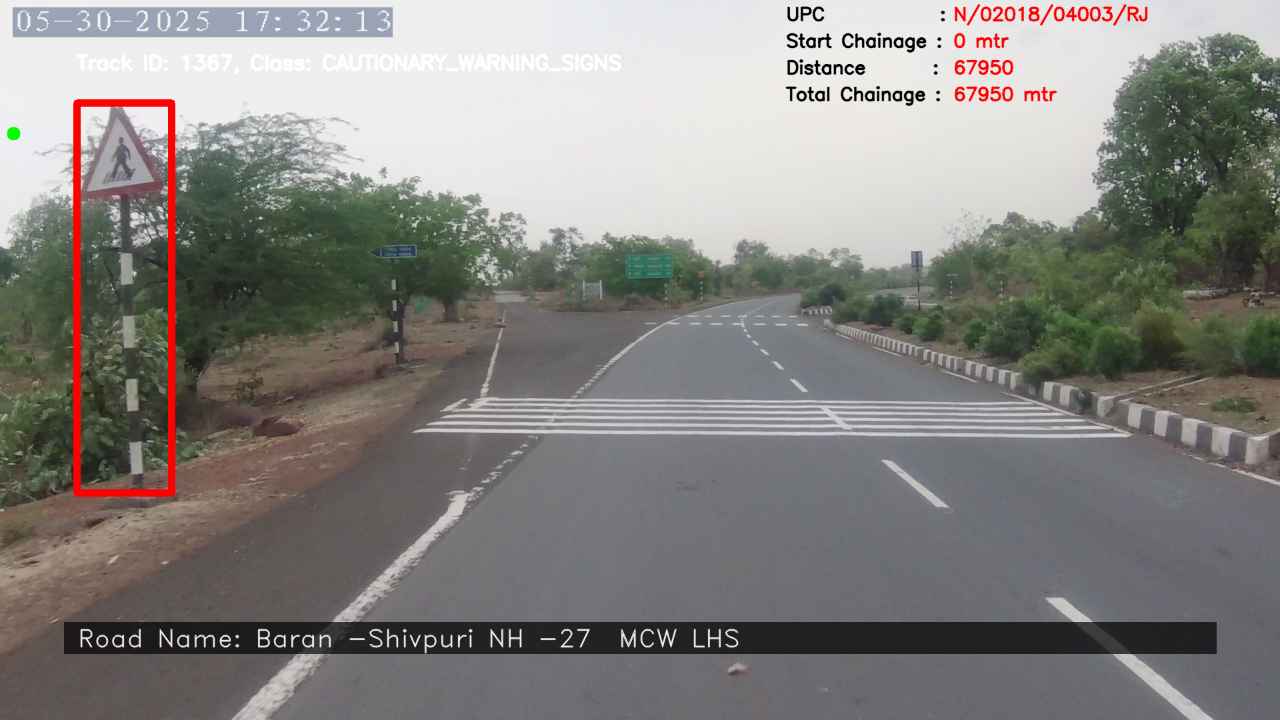 05-30-2025 17:32:13
UPC : N/02018/04003/RJ
Start Chainage : 0 mtr
Distance : 67950
Total Chainage : 67950 mtr
Track ID: 1367, Class: CAUTIONARY_WARNING_SIGNS
Road Name: Baran -Shivpuri NH -27 MCW LHS